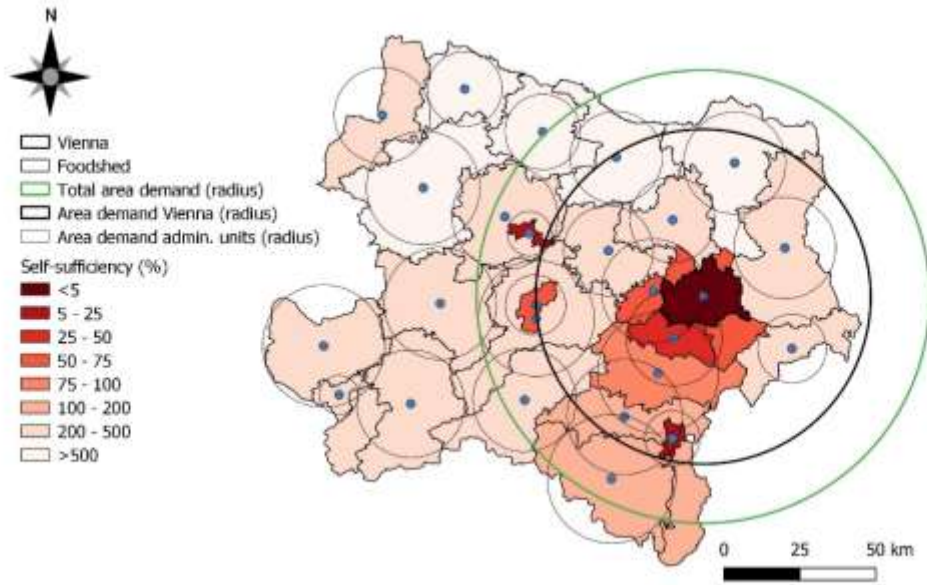 N
Vienna
Foodshed
Total area demand (radius)
Area demand Vienna (radius)
Area demand admin. units (radius)
Self-sufficiency (%)
<5
5 - 25
25 - 50
50 - 75
75 - 100
100 - 200
200 - 500
>500
0 25 50 km